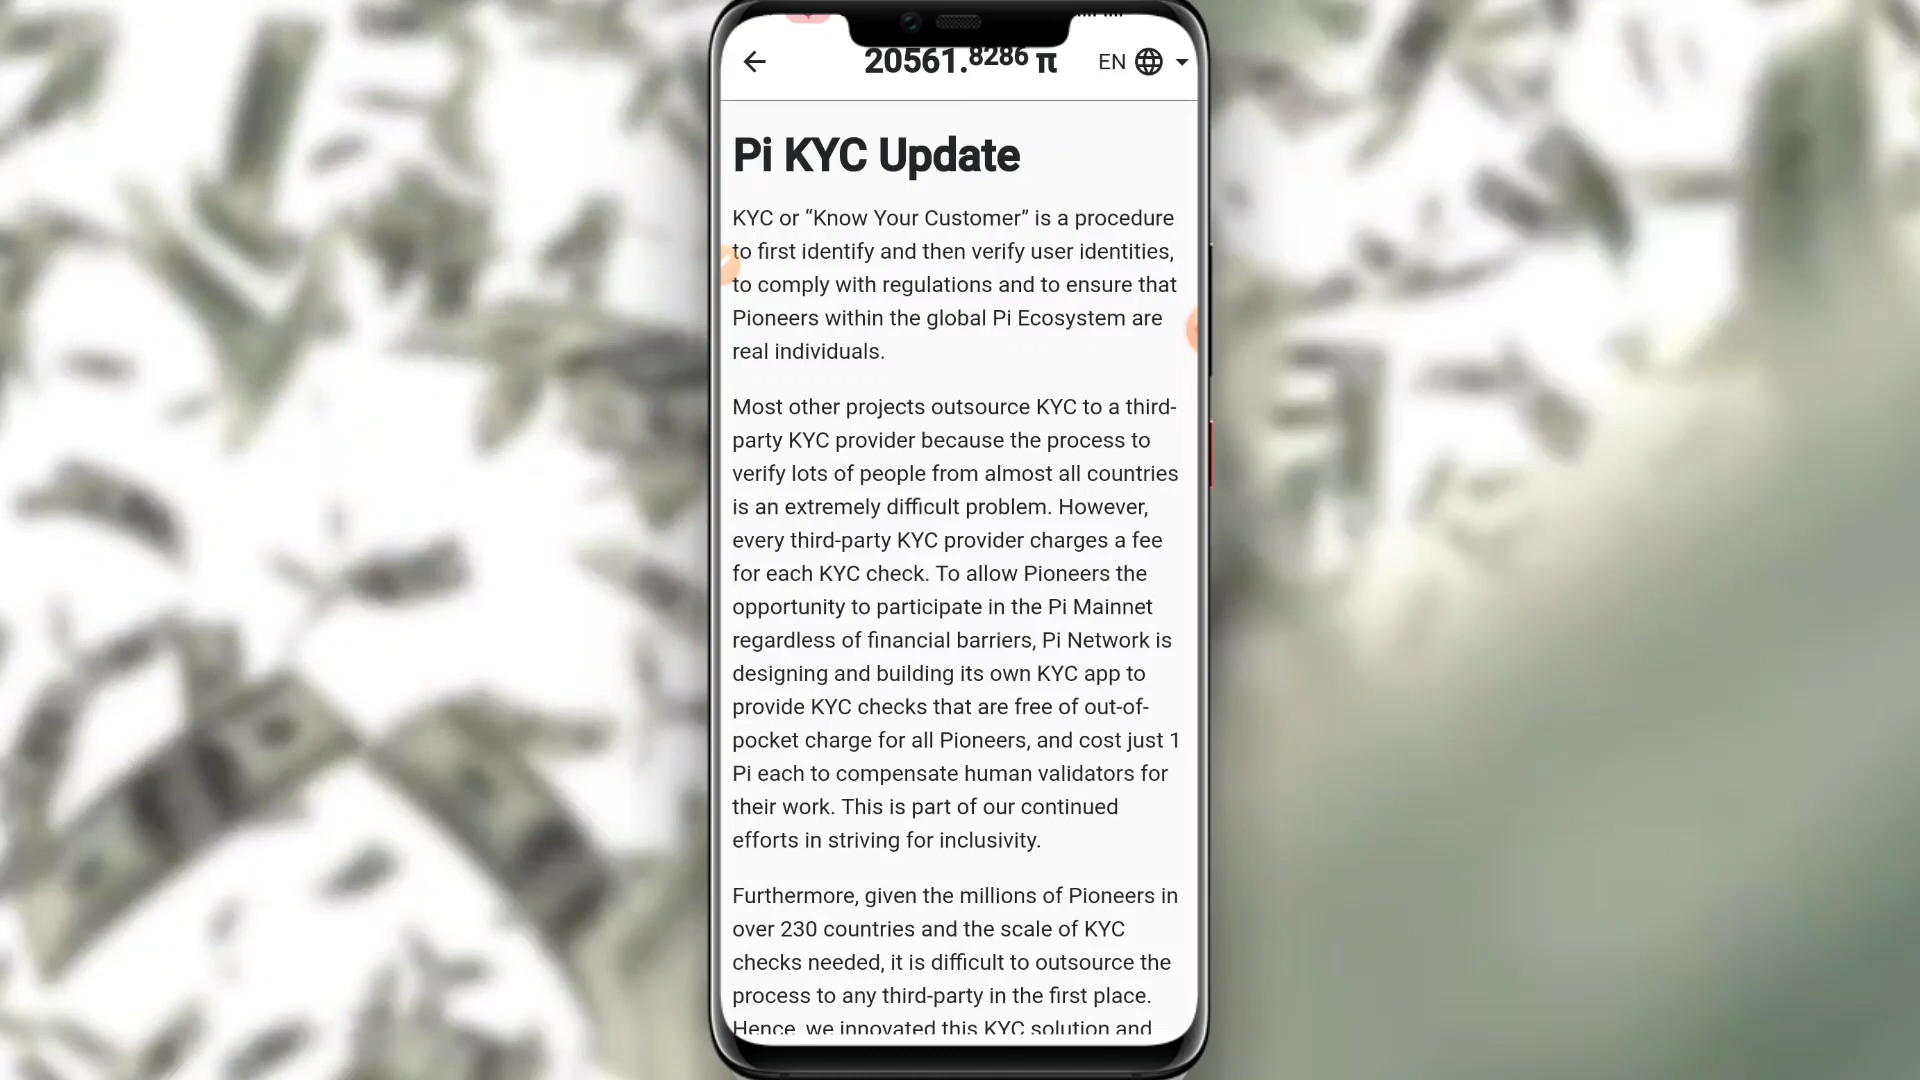 20561.8286 π EN
Pi KYC Update
KYC or “Know Your Customer” is a procedure
to first identify and then verify user identities,
to comply with regulations and to ensure that
Pioneers within the global Pi Ecosystem are
real individuals.
Most other projects outsource KYC to a third-
party KYC provider because the process to
verify lots of people from almost all countries
is an extremely difficult problem. However,
every third-party KYC provider charges a fee
for each KYC check. To allow Pioneers the
opportunity to participate in the Pi Mainnet
regardless of financial barriers, Pi Network is
designing and building its own KYC app to
provide KYC checks that are free of out-of-
pocket charge for all Pioneers, and cost just 1
Pi each to compensate human validators for
their work. This is part of our continued
efforts in striving for inclusivity.
Furthermore, given the millions of Pioneers in
over 230 countries and the scale of KYC
checks needed, it is difficult to outsource the
process to any third-party in the first place.
Hence, we innovated this KYC solution and